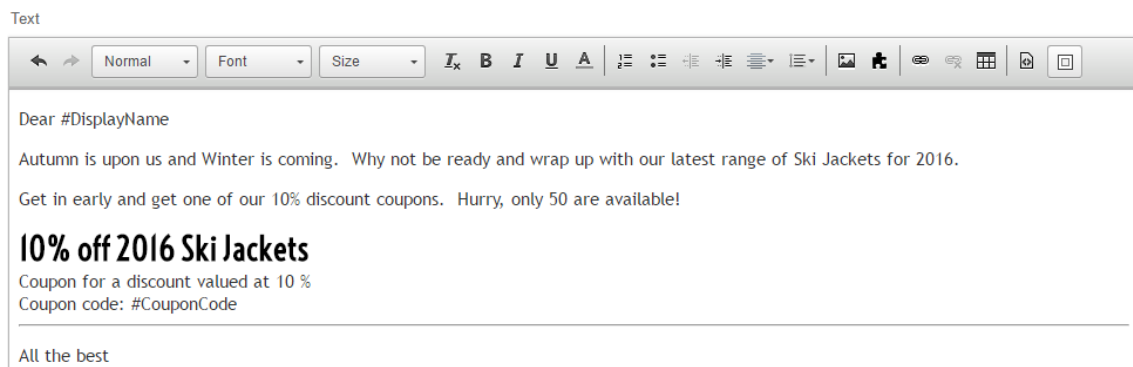 Text
Normal Font Size
Dear #DisplayName
Autumn is upon us and Winter is coming.  Why not be ready and wrap up with our latest range of Ski Jackets for 2016.
Get in early and get one of our 10% discount coupons.  Hurry, only 50 are available!
10% off 2016 Ski Jackets
Coupon for a discount valued at 10 %
Coupon code: #CouponCode
All the best